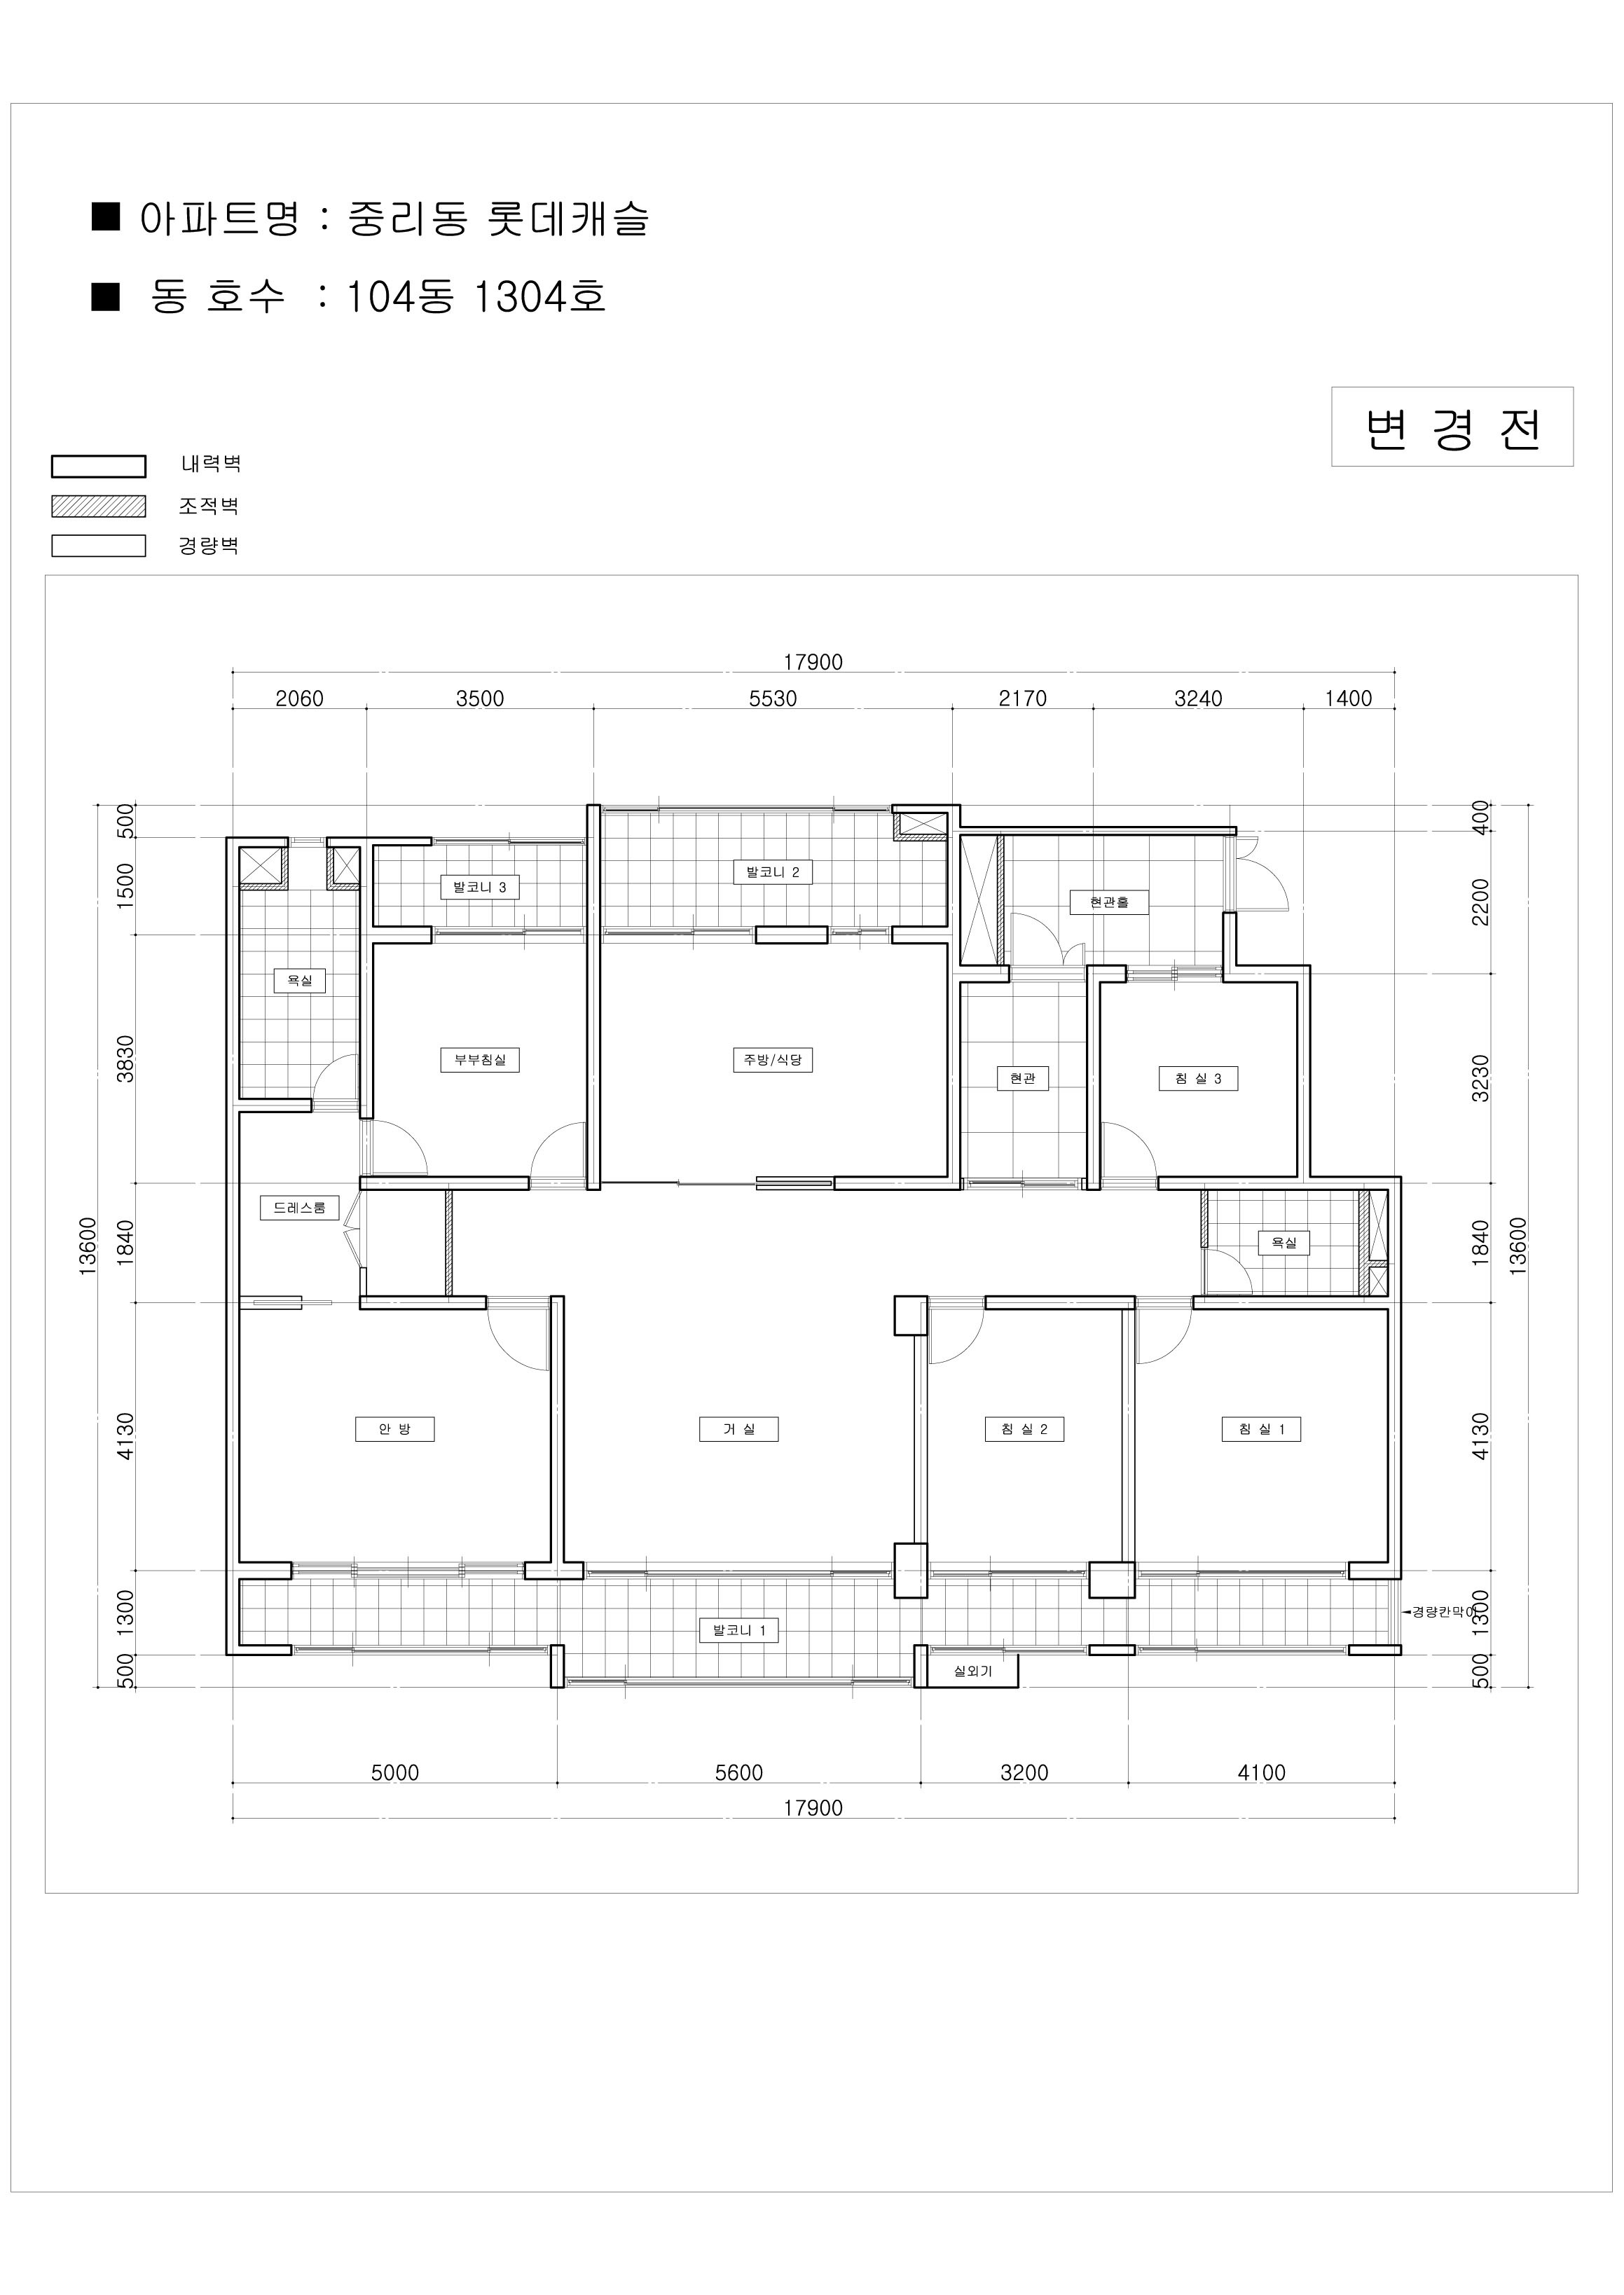 ■ 아파트명 : 중리동 롯데캐슬
■ 동 호수 : 104동 1304호
변 경 전
내력벽
조적벽
경량벽
17900
2060 3500 5530 2170 3240 1400
500 1500 3830 1840 4130 1300 500
13600
400 2200 3230 1840 4130 1300 500
13600
발코니 3
발코니 2
현관홀
욕실
부부침실
주방/식당
현관
침 실 3
드레스룸
욕실
안 방
거 실
침 실 2
침 실 1
발코니 1
경량칸막이
실외기
5000 5600 3200 4100
17900